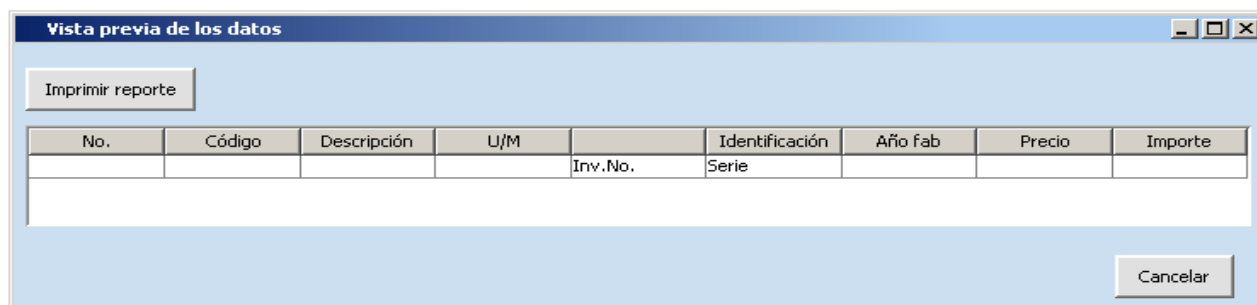 Vista previa de los datos
Imprimir reporte
No. Código Descripción U/M Identificación Año fab Precio Importe
Inv.No. Serie
Cancelar